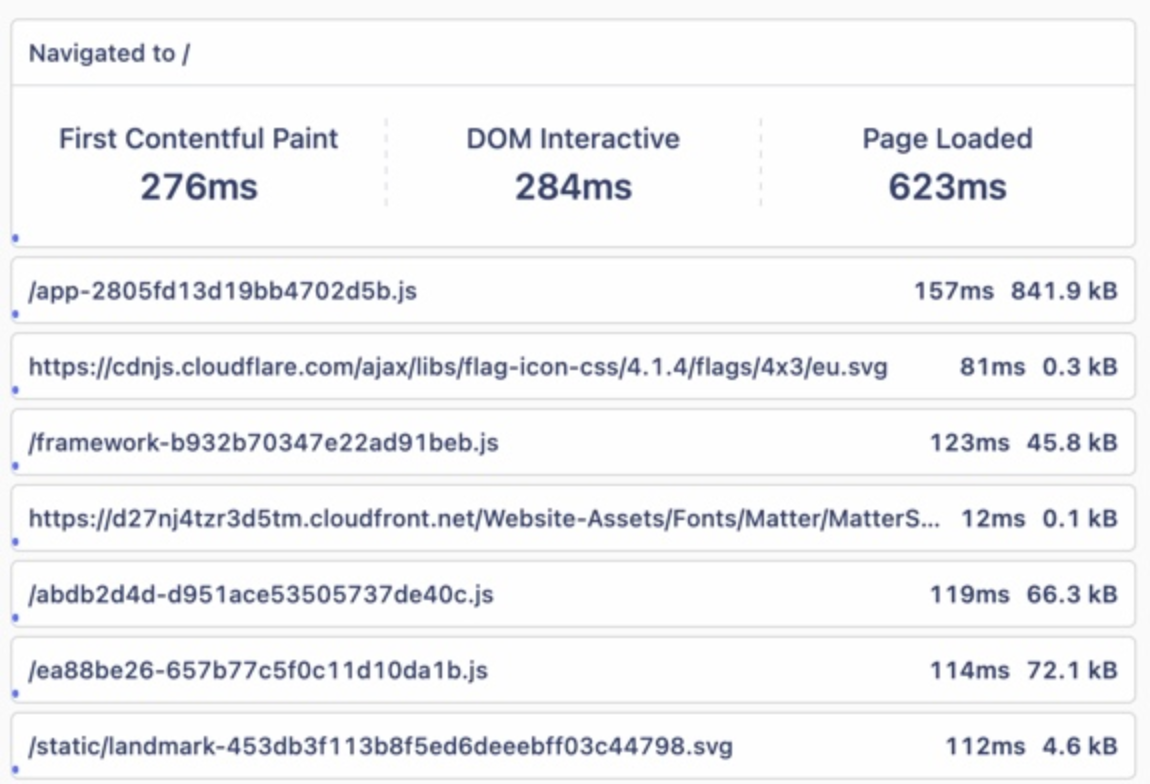 Navigated to /
First Contentful Paint DOM Interactive Page Loaded
276ms 284ms 623ms
/app-2805fd13d19bb4702d5b.js 157ms 841.9 kB
https://cdnjs.cloudflare.com/ajax/libs/flag-icon-css/4.1.4/flags/4x3/eu.svg 81ms 0.3 kB
/framework-b932b70347e22ad91beb.js 123ms 45.8 kB
https://d27nj4tzr3d5tm.cloudfront.net/Website-Assets/Fonts/Matter/MatterS... 12ms 0.1 kB
/abdb2d4d-d951ace53505737de40c.js 119ms 66.3 kB
/ea88be26-657b77c5f0c11d10da1b.js 114ms 72.1 kB
/static/landmark-453db3f113b8f5ed6deeebff03c44798.svg 112ms 4.6 kB